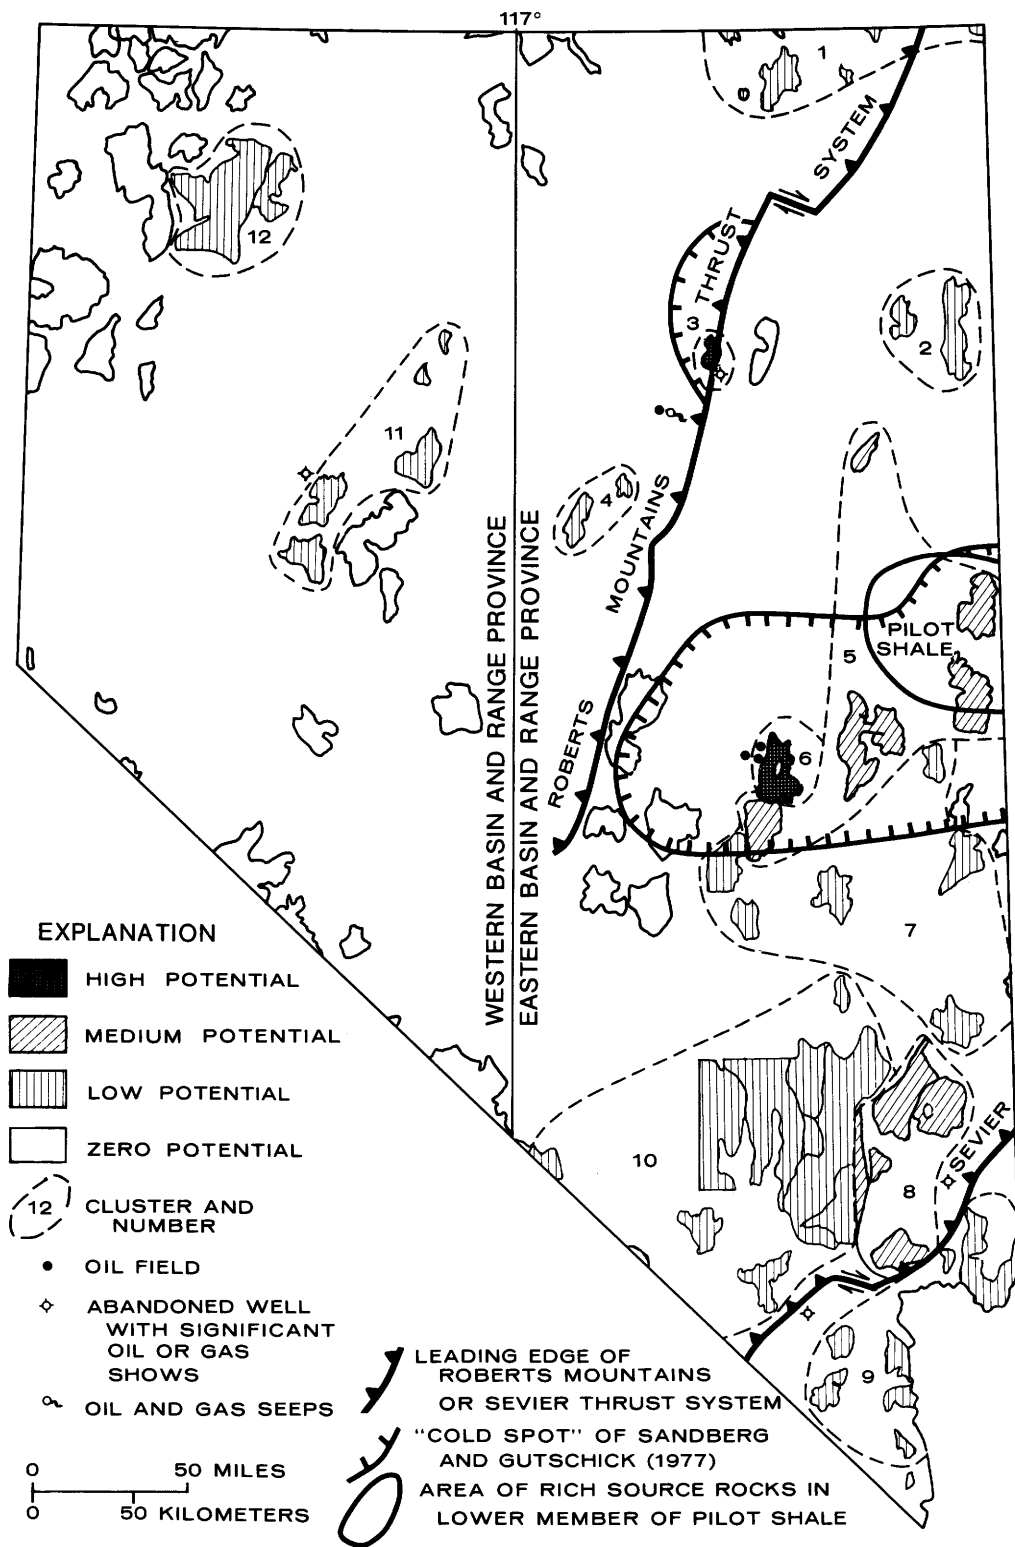 117°
1
SYSTEM
12
THRUST
3
2
11
4
MOUNTAINS
WESTERN BASIN AND RANGE PROVINCE
EASTERN BASIN AND RANGE PROVINCE
PILOT
SHALE
5
6
ROBERTS
7
10
8
SEVIER
9
EXPLANATION
HIGH POTENTIAL
MEDIUM POTENTIAL
LOW POTENTIAL
ZERO POTENTIAL
12
CLUSTER AND
NUMBER
OIL FIELD
ABANDONED WELL
WITH SIGNIFICANT
OIL OR GAS
SHOWS
OIL AND GAS SEEPS
0 50 MILES
0 50 KILOMETERS
LEADING EDGE OF
ROBERTS MOUNTAINS
OR SEVIER THRUST SYSTEM
"COLD SPOT" OF SANDBERG
AND GUTSCHICK (1977)
AREA OF RICH SOURCE ROCKS IN
LOWER MEMBER OF PILOT SHALE